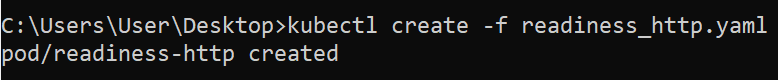 C:\Users\User\Desktop>kubectl create -f readiness_http.yaml
pod/readiness-http created